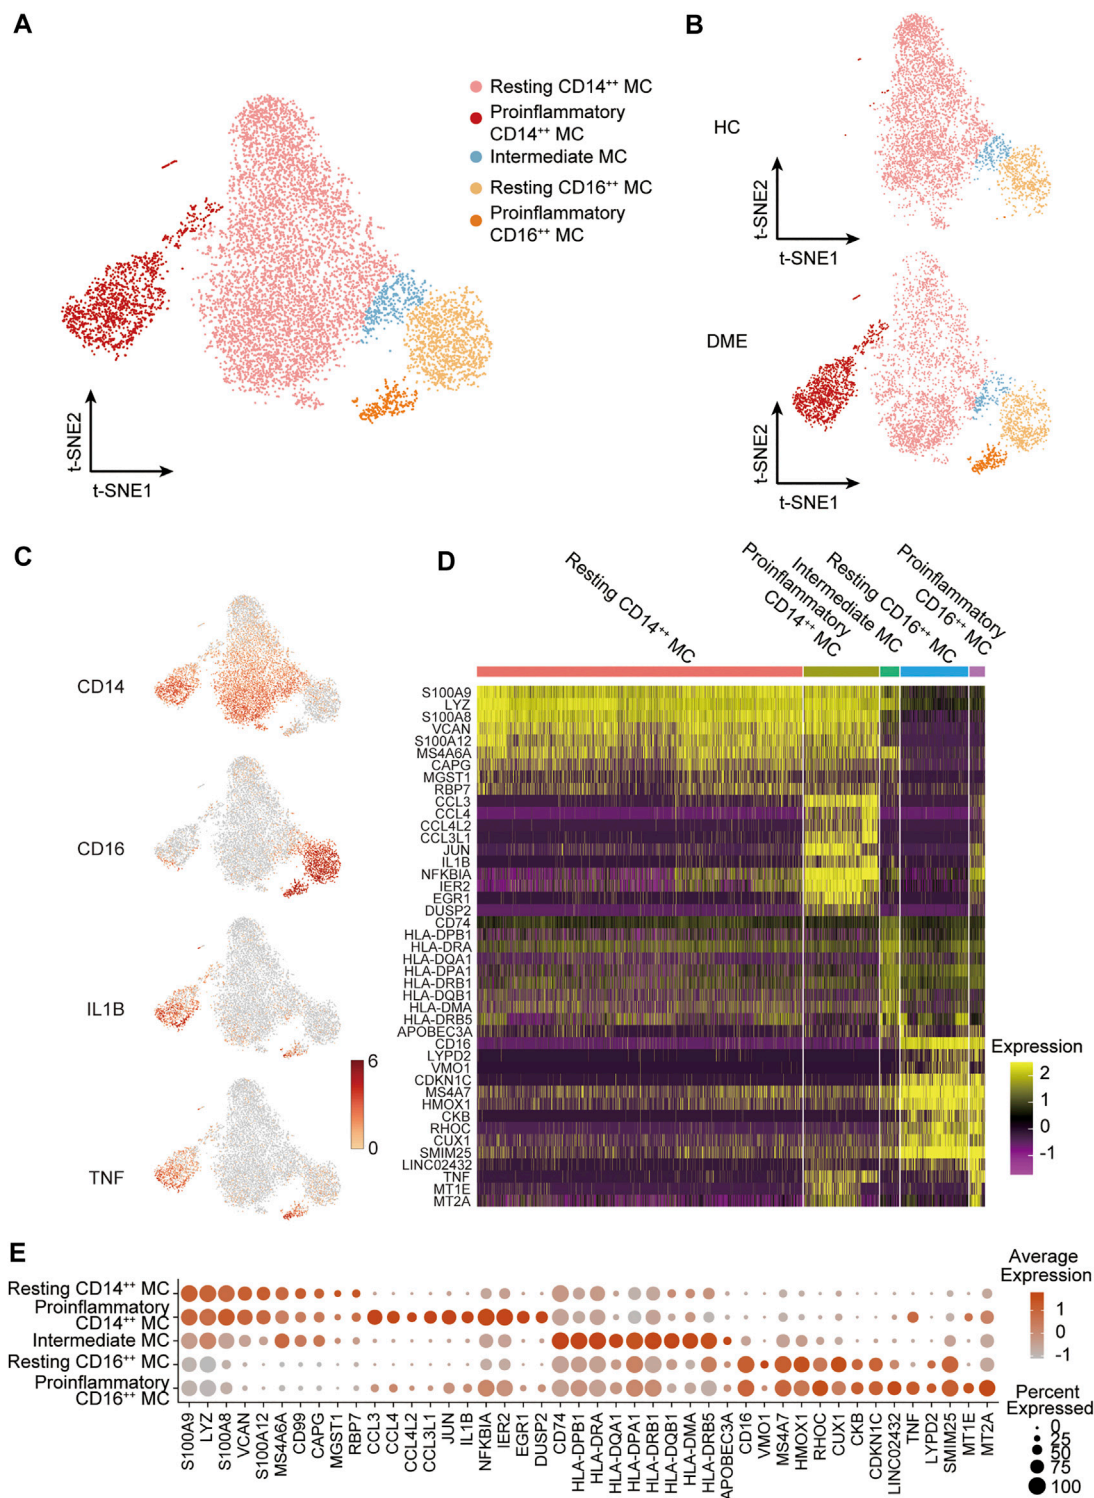 A
Resting CD14++ MC
Proinflammatory
CD14++ MC
Intermediate MC
Resting CD16++ MC
Proinflammatory
CD16++ MC
t-SNE2
t-SNE1
B
HC
t-SNE2
t-SNE1
DME
t-SNE2
t-SNE1
C
CD14
CD16
IL1B
TNF
6
0
D
Resting CD14++ MC
Proinflammatory
CD14++ MC
Intermediate MC
Resting CD16++ MC
Proinflammatory
CD16++ MC
S100A9
LYZ
S100A8
VCAN
S100A12
MS4A6A
CAPG
MGST1
RBP7
CCL3
CCL4
CCL4L2
CCL3L1
JUN
IL1B
NFKBIA
IER2
EGR1
DUSP2
CD74
HLA-DPB1
HLA-DRA
HLA-DQA1
HLA-DPA1
HLA-DRB1
HLA-DQB1
HLA-DMA
HLA-DRB5
APOBEC3A
CD16
LYPD2
VMO1
CDKN1C
MS4A7
HMOX1
CKB
RHOC
CUX1
SMIM25
LINC02432
TNF
MT1E
MT2A
Expression
2
1
0
-1
E
Resting CD14++ MC
Proinflammatory
CD14++ MC
Intermediate MC
Resting CD16++ MC
Proinflammatory
CD16++ MC
S100A9
LYZ
S100A8
VCAN
S100A12
MS4A6A
CD99
CAPG
MGST1
RBP7
CCL3
CCL4
CCL4L2
CCL3L1
JUN
IL1B
NFKBIA
IER2
EGR1
DUSP2
CD74
HLA-DPB1
HLA-DRA
HLA-DQA1
HLA-DPA1
HLA-DRB1
HLA-DQB1
HLA-DMA
HLA-DRB5
APOBEC3A
CD16
VMO1
MS4A7
HMOX1
RHOC
CUX1
CKB
CDKN1C
LINC02432
TNF
LYPD2
SMIM25
MT1E
MT2A
Average
Expression
1
0
-1
Percent
Expressed
0
25
50
75
100